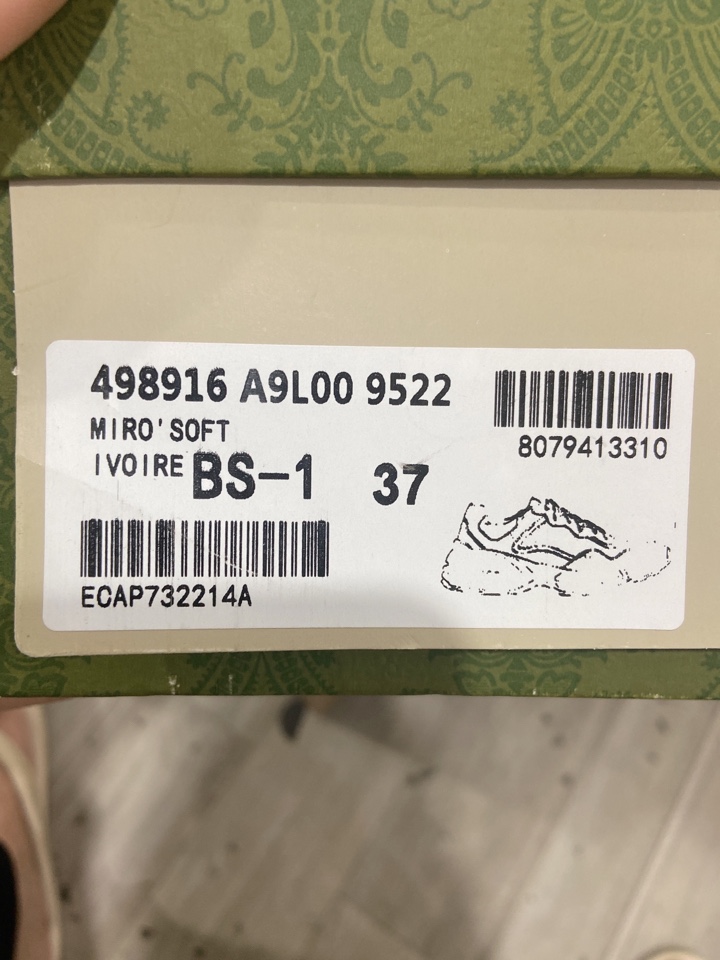 498916 A9L00 9522
MIRO'SOFT
IVOIRE BS-1 37
8079413310
ECAP732214A